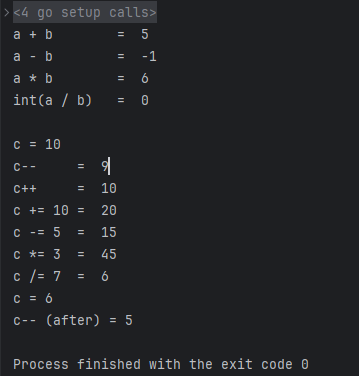 <4 go setup calls>
a + b        =  5
a - b        =  -1
a * b        =  6
int(a / b)   =  0
c = 10
c--     =  9
c++     =  10
c += 10 =  20
c -= 5  =  15
c *= 3  =  45
c /= 7  =  6
c = 6
c-- (after) = 5
Process finished with the exit code 0